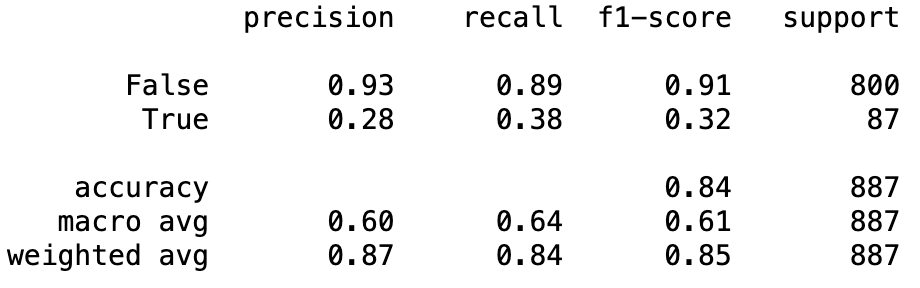 precision recall f1-score support
False 0.93 0.89 0.91 800
True 0.28 0.38 0.32 87
accuracy 0.84 887
macro avg 0.60 0.64 0.61 887
weighted avg 0.87 0.84 0.85 887